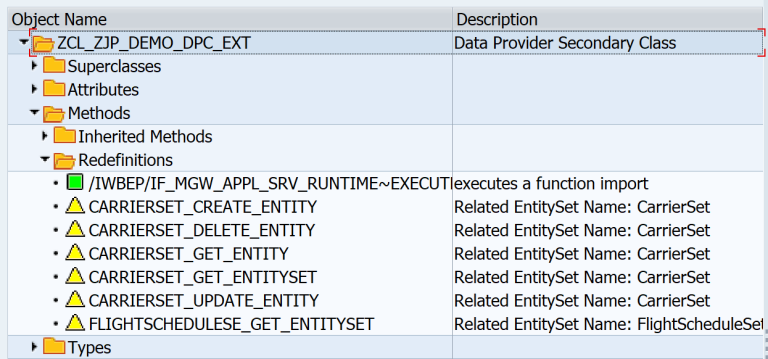 Object Name Description
ZCL_ZJP_DEMO_DPC_EXT Data Provider Secondary Class
Superclasses
Attributes
Methods
Inherited Methods
Redefinitions
/IWBEP/IF_MGW_APPL_SRV_RUNTIME~EXECUTI executes a function import
CARRIERSET_CREATE_ENTITY Related EntitySet Name: CarrierSet
CARRIERSET_DELETE_ENTITY Related EntitySet Name: CarrierSet
CARRIERSET_GET_ENTITY Related EntitySet Name: CarrierSet
CARRIERSET_GET_ENTITYSET Related EntitySet Name: CarrierSet
CARRIERSET_UPDATE_ENTITY Related EntitySet Name: CarrierSet
FLIGHTSCHEDULESE_GET_ENTITYSET Related EntitySet Name: FlightScheduleSet
Types